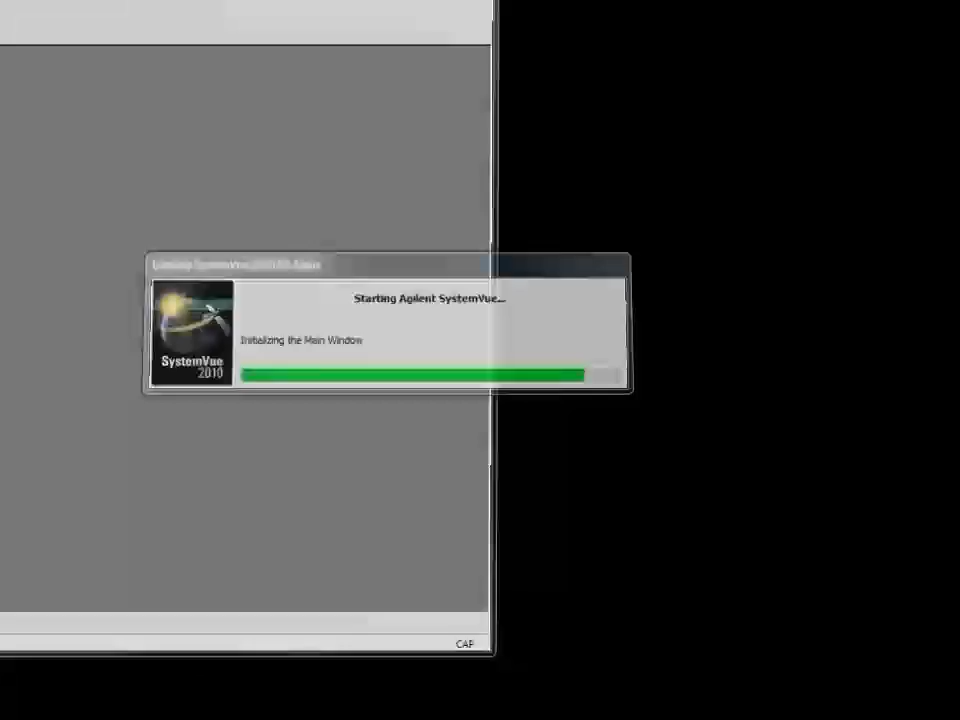 Starting Agilent SystemVue...
Initializing the Main Window
SystemVue
2010
CAP